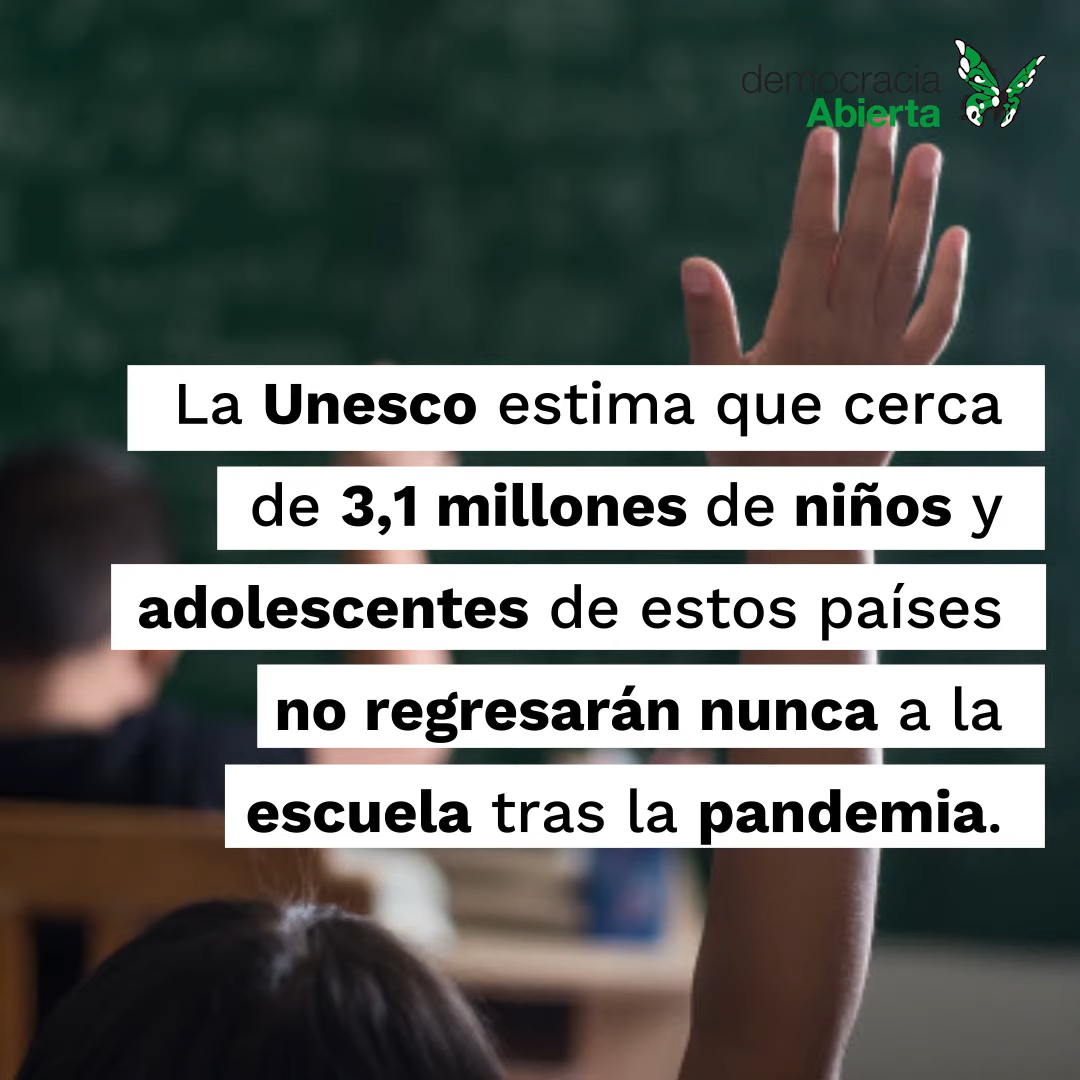 democracia
Abierta
La Unesco estima que cerca
de 3,1 millones de niños y
adolescentes de estos países
no regresarán nunca a la
escuela tras la pandemia.